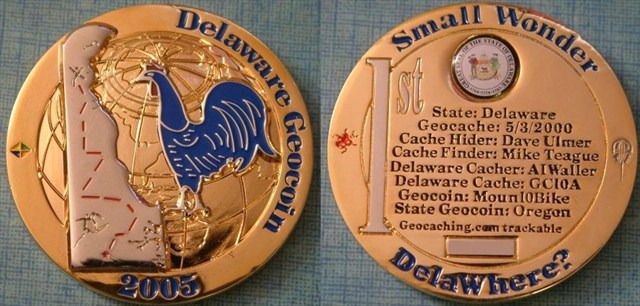 Delaware Geocoin
2005
Small Wonder
1st
State: Delaware
Geocache: 5/3/2000
Cache Hider: Dave Ulmer
Cache Finder: Mike Teague
Delaware Cacher: AIWaller
Delaware Cache: GC10A
Geocoin: Moun10Bike
State Geocoin: Oregon
Geocaching.com trackable
DelaWhere?